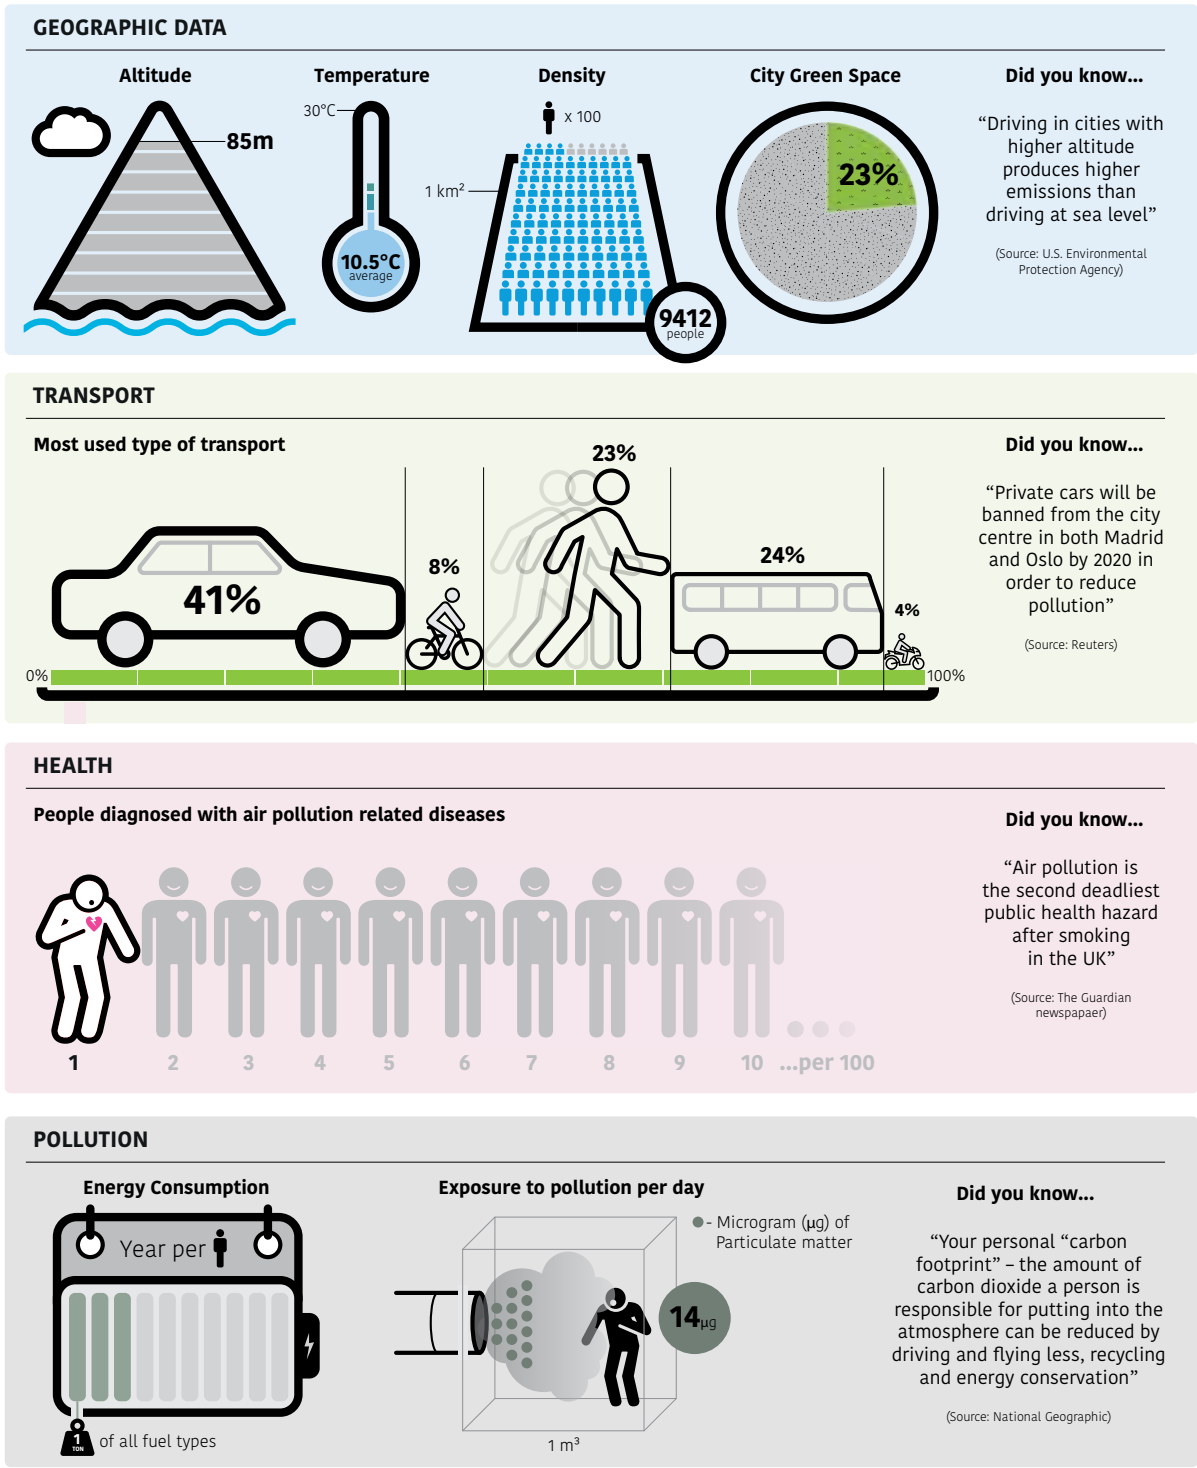 GEOGRAPHIC DATA
Altitude
85m
Temperature
30°C
10.5°C
average
Density
x 100
1 km²
9412
people
City Green Space
23%
Did you know...
“Driving in cities with
higher altitude
produces higher
emissions than
driving at sea level”
(Source: U.S. Environmental
Protection Agency)
TRANSPORT
Most used type of transport
41%
8%
23%
24%
4%
0%
100%
Did you know...
“Private cars will be
banned from the city
centre in both Madrid
and Oslo by 2020 in
order to reduce
pollution”
(Source: Reuters)
HEALTH
People diagnosed with air pollution related diseases
1 2 3 4 5 6 7 8 9 10 ...per 100
Did you know...
“Air pollution is
the second deadliest
public health hazard
after smoking
in the UK”
(Source: The Guardian
newspapaer)
POLLUTION
Energy Consumption
Year per
1
TON
of all fuel types
Exposure to pollution per day
- Microgram (µg) of
Particulate matter
14µg
1 m³
Did you know...
“Your personal “carbon
footprint” – the amount of
carbon dioxide a person is
responsible for putting into the
atmosphere can be reduced by
driving and flying less, recycling
and energy conservation”
(Source: National Geographic)